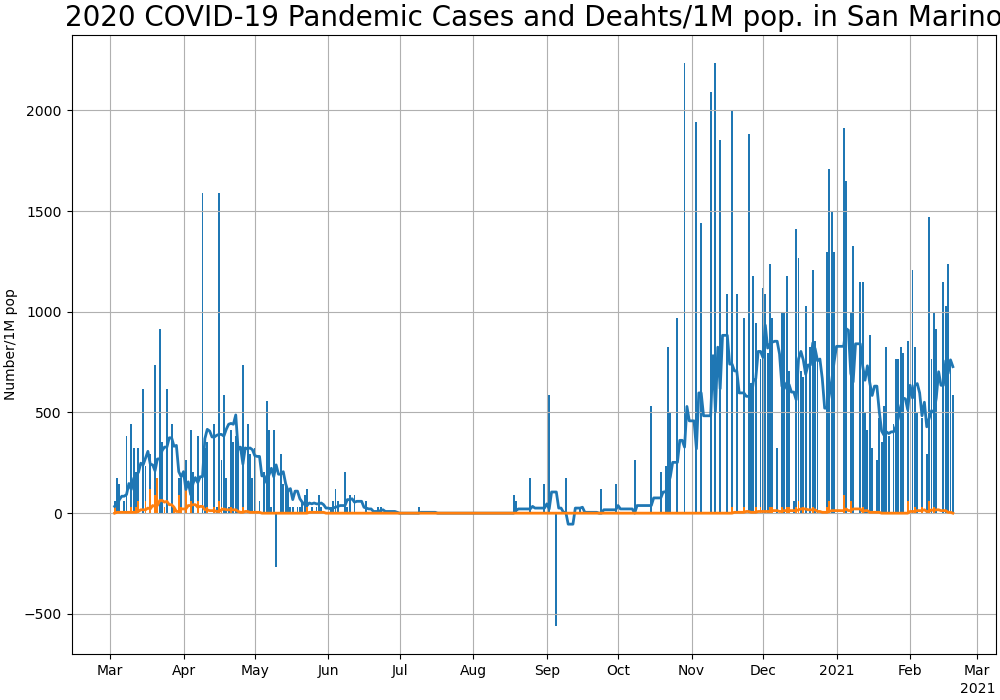 2020 COVID-19 Pandemic Cases and Deahts/1M pop. in San Marino
Number/1M pop
2000
1500
1000
500
0
−500
Mar Apr May Jun Jul Aug Sep Oct Nov Dec 2021 Feb Mar
2021